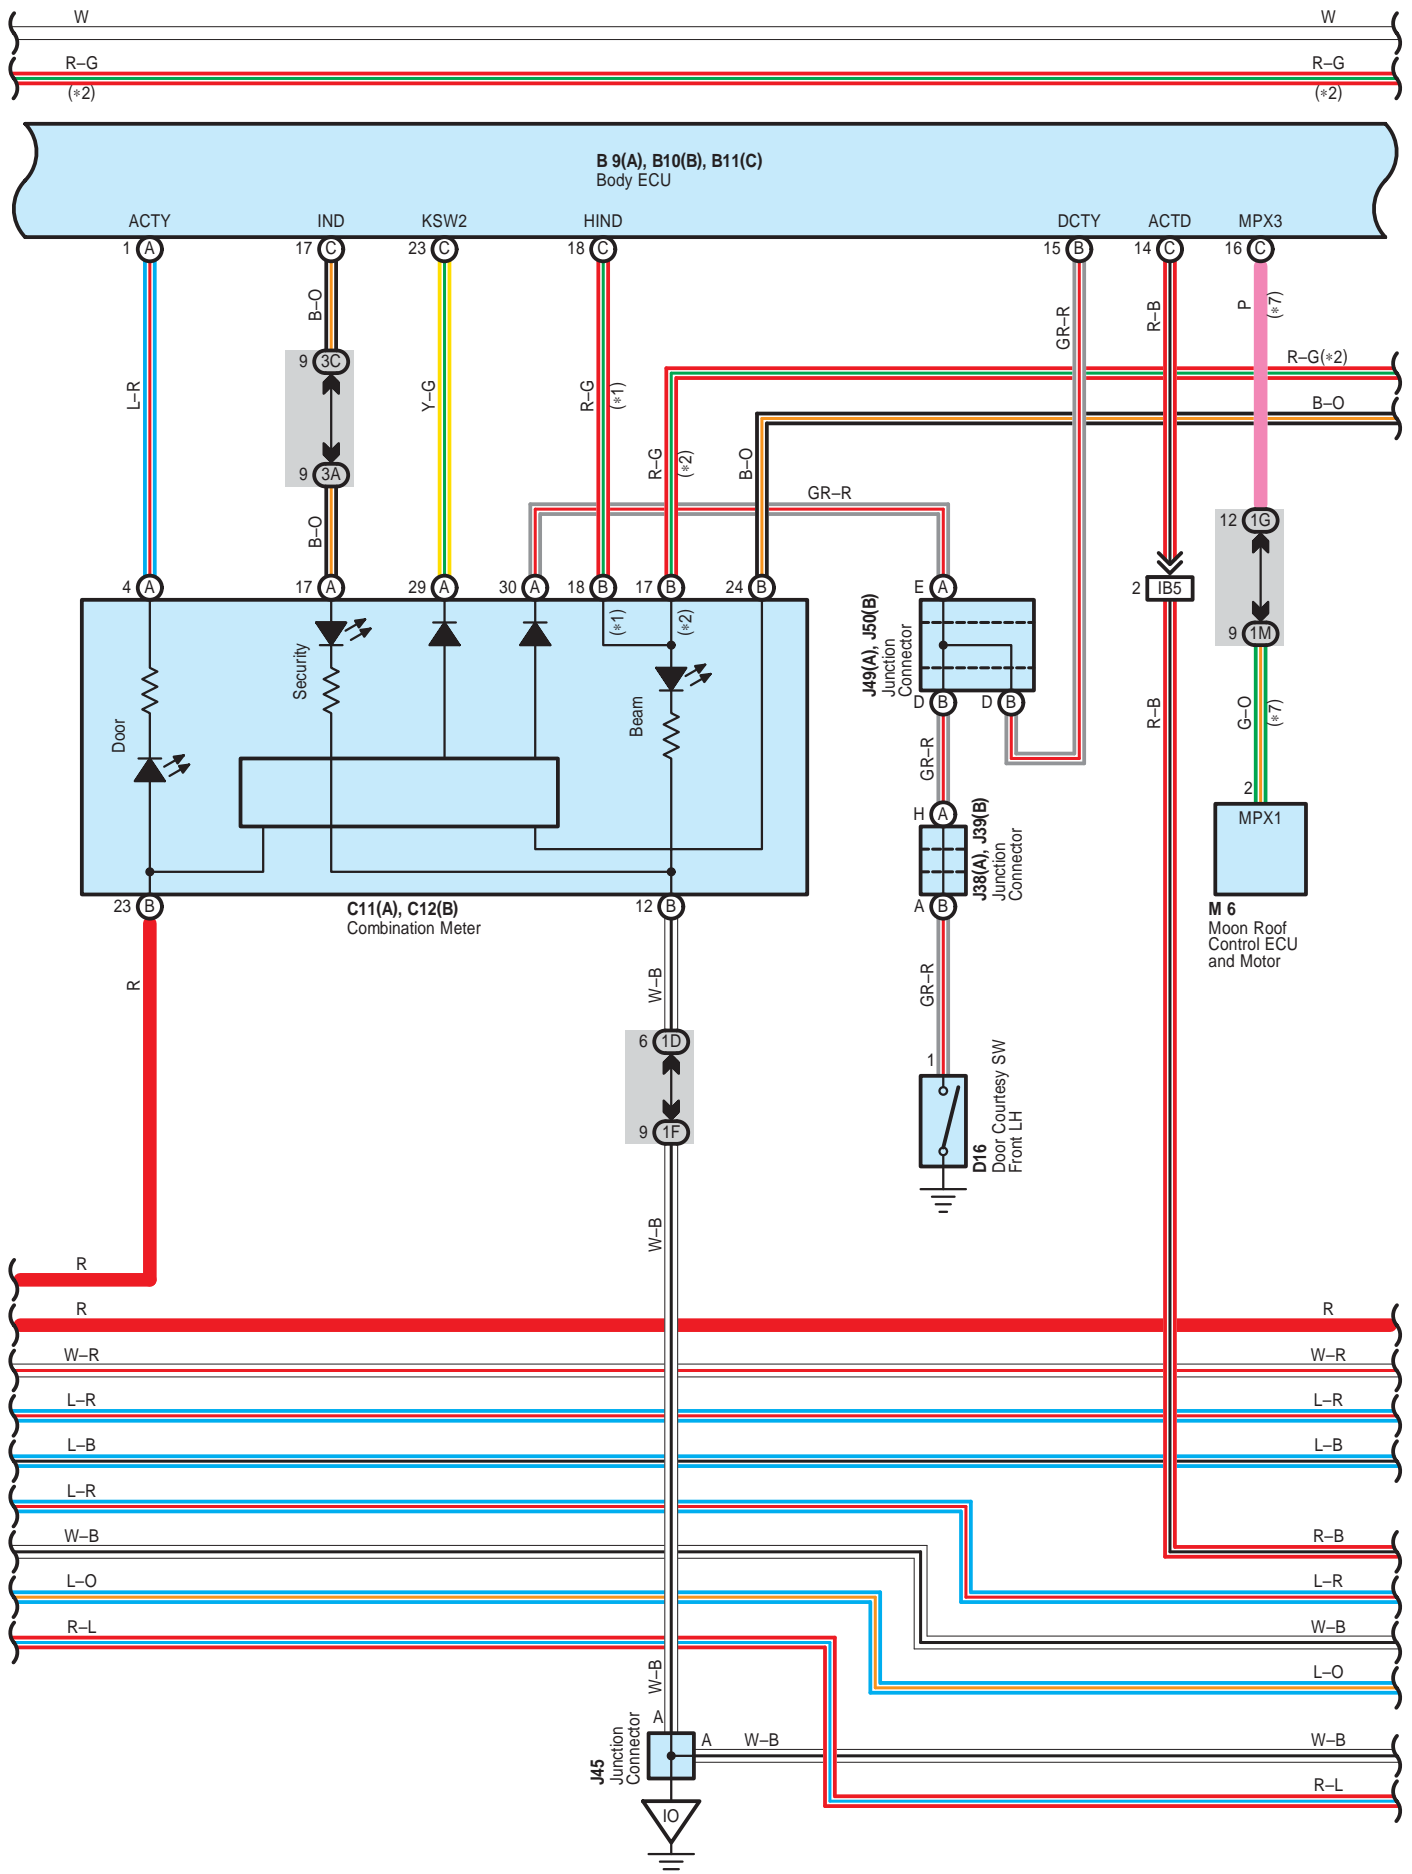 W W
R–G R–G
(∗2) (∗2)
B 9(A), B10(B), B11(C)
Body ECU
ACTY IND KSW2 HIND DCTY ACTD MPX3
1 A 17 C 23 C 18 C 15 B 14 C 16 C
L–R
B–O
Y–G
R–G
(∗1)
GR–R
R–B
P
(∗7)
R–G(∗2)
9 3C
B–O
9 3A
B–O
R–G
(∗2)
B–O
GR–R
12 1G
9 1M
4 A 17 A 29 A 30 A 18 B 17 B 24 B
E A
2 IB5
(∗1)
(∗2)
Door
Security
Beam
J49(A), J50(B)
Junction
Connector
D B D B
GR–R
R–B
G–O
(∗7)
2
MPX1
H A
J38(A), J39(B)
Junction
Connector
A B
23 B
C11(A), C12(B)
Combination Meter
12 B
M 6
Moon Roof
Control ECU
and Motor
R
W–B
GR–R
6 1D
9 1F
1
D16
Door Courtesy SW
Front LH
W–B
R
R R
W–R W–R
L–R L–R
L–B L–B
L–R
W–B R–B
L–O L–R
R–L W–B
W–B L–O
A
J45
Junction
Connector
A W–B W–B
R–L
IO